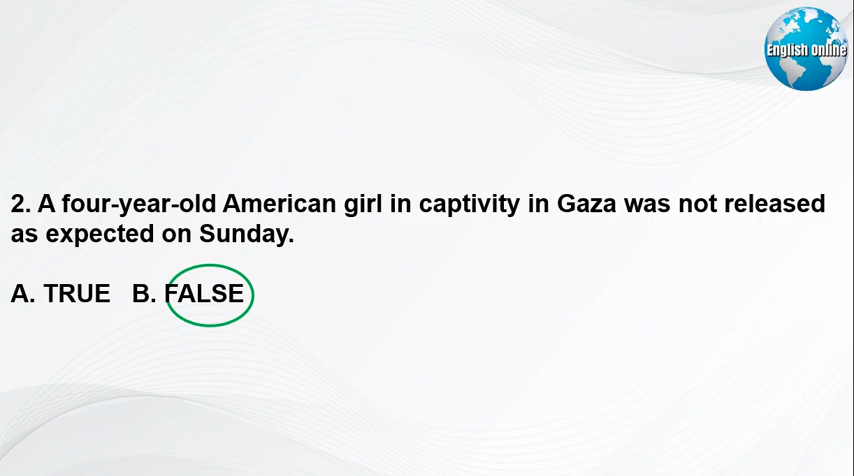 English Online
2. A four-year-old American girl in captivity in Gaza was not released
as expected on Sunday.
A. TRUE B. FALSE